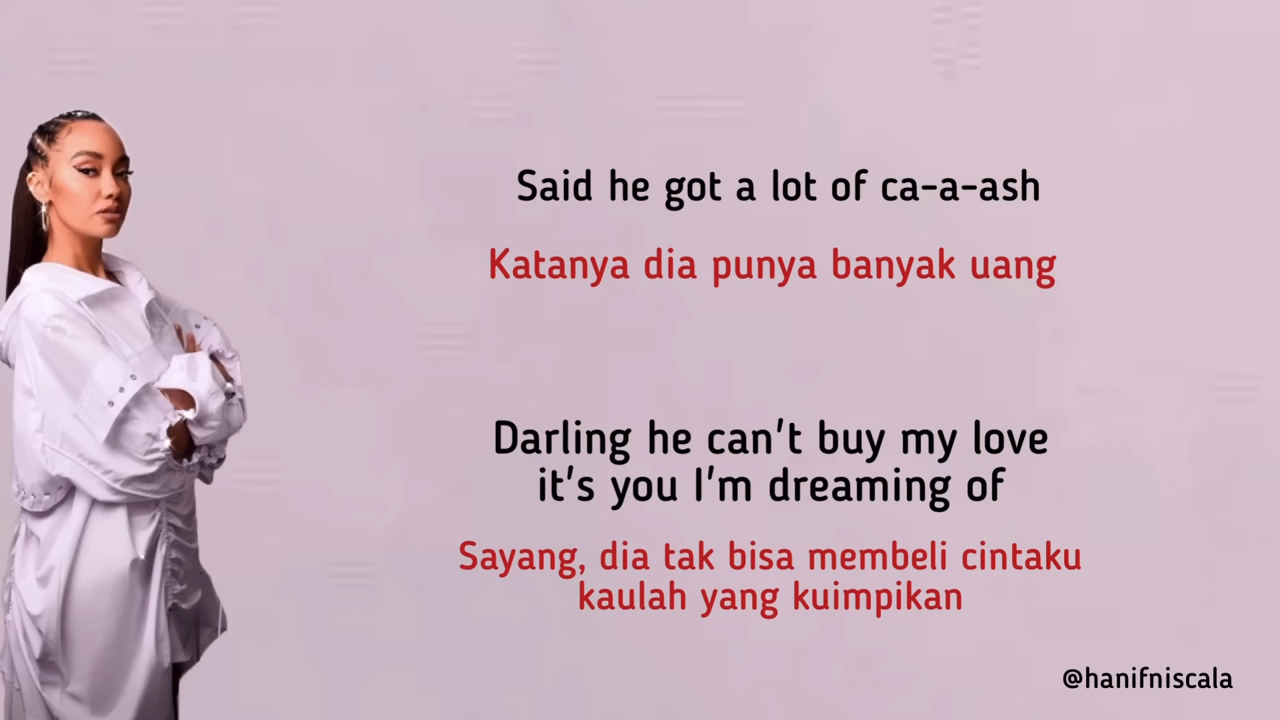 Said he got a lot of ca-a-ash
Katanya dia punya banyak uang
Darling he can't buy my love
it's you I'm dreaming of
Sayang, dia tak bisa membeli cintaku
kaulah yang kuimpikan
@hanifniscala